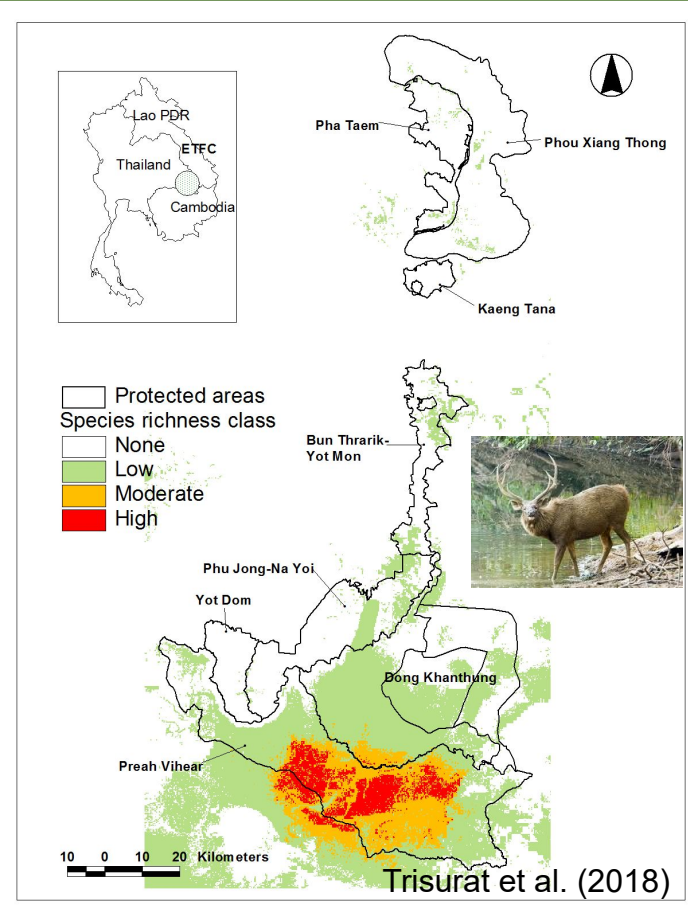 Lao PDR
ETFC
Thailand
Cambodia
Pha Taem
Phou Xiang Thong
Kaeng Tana
Protected areas
Species richness class
None
Low
Moderate
High
Bun Thrarik-
Yot Mon
Phu Jong-Na Yoi
Yot Dom
Dong Khanthung
Preah Vihear
10 0 10 20 Kilometers
Trisurat et al. (2018)